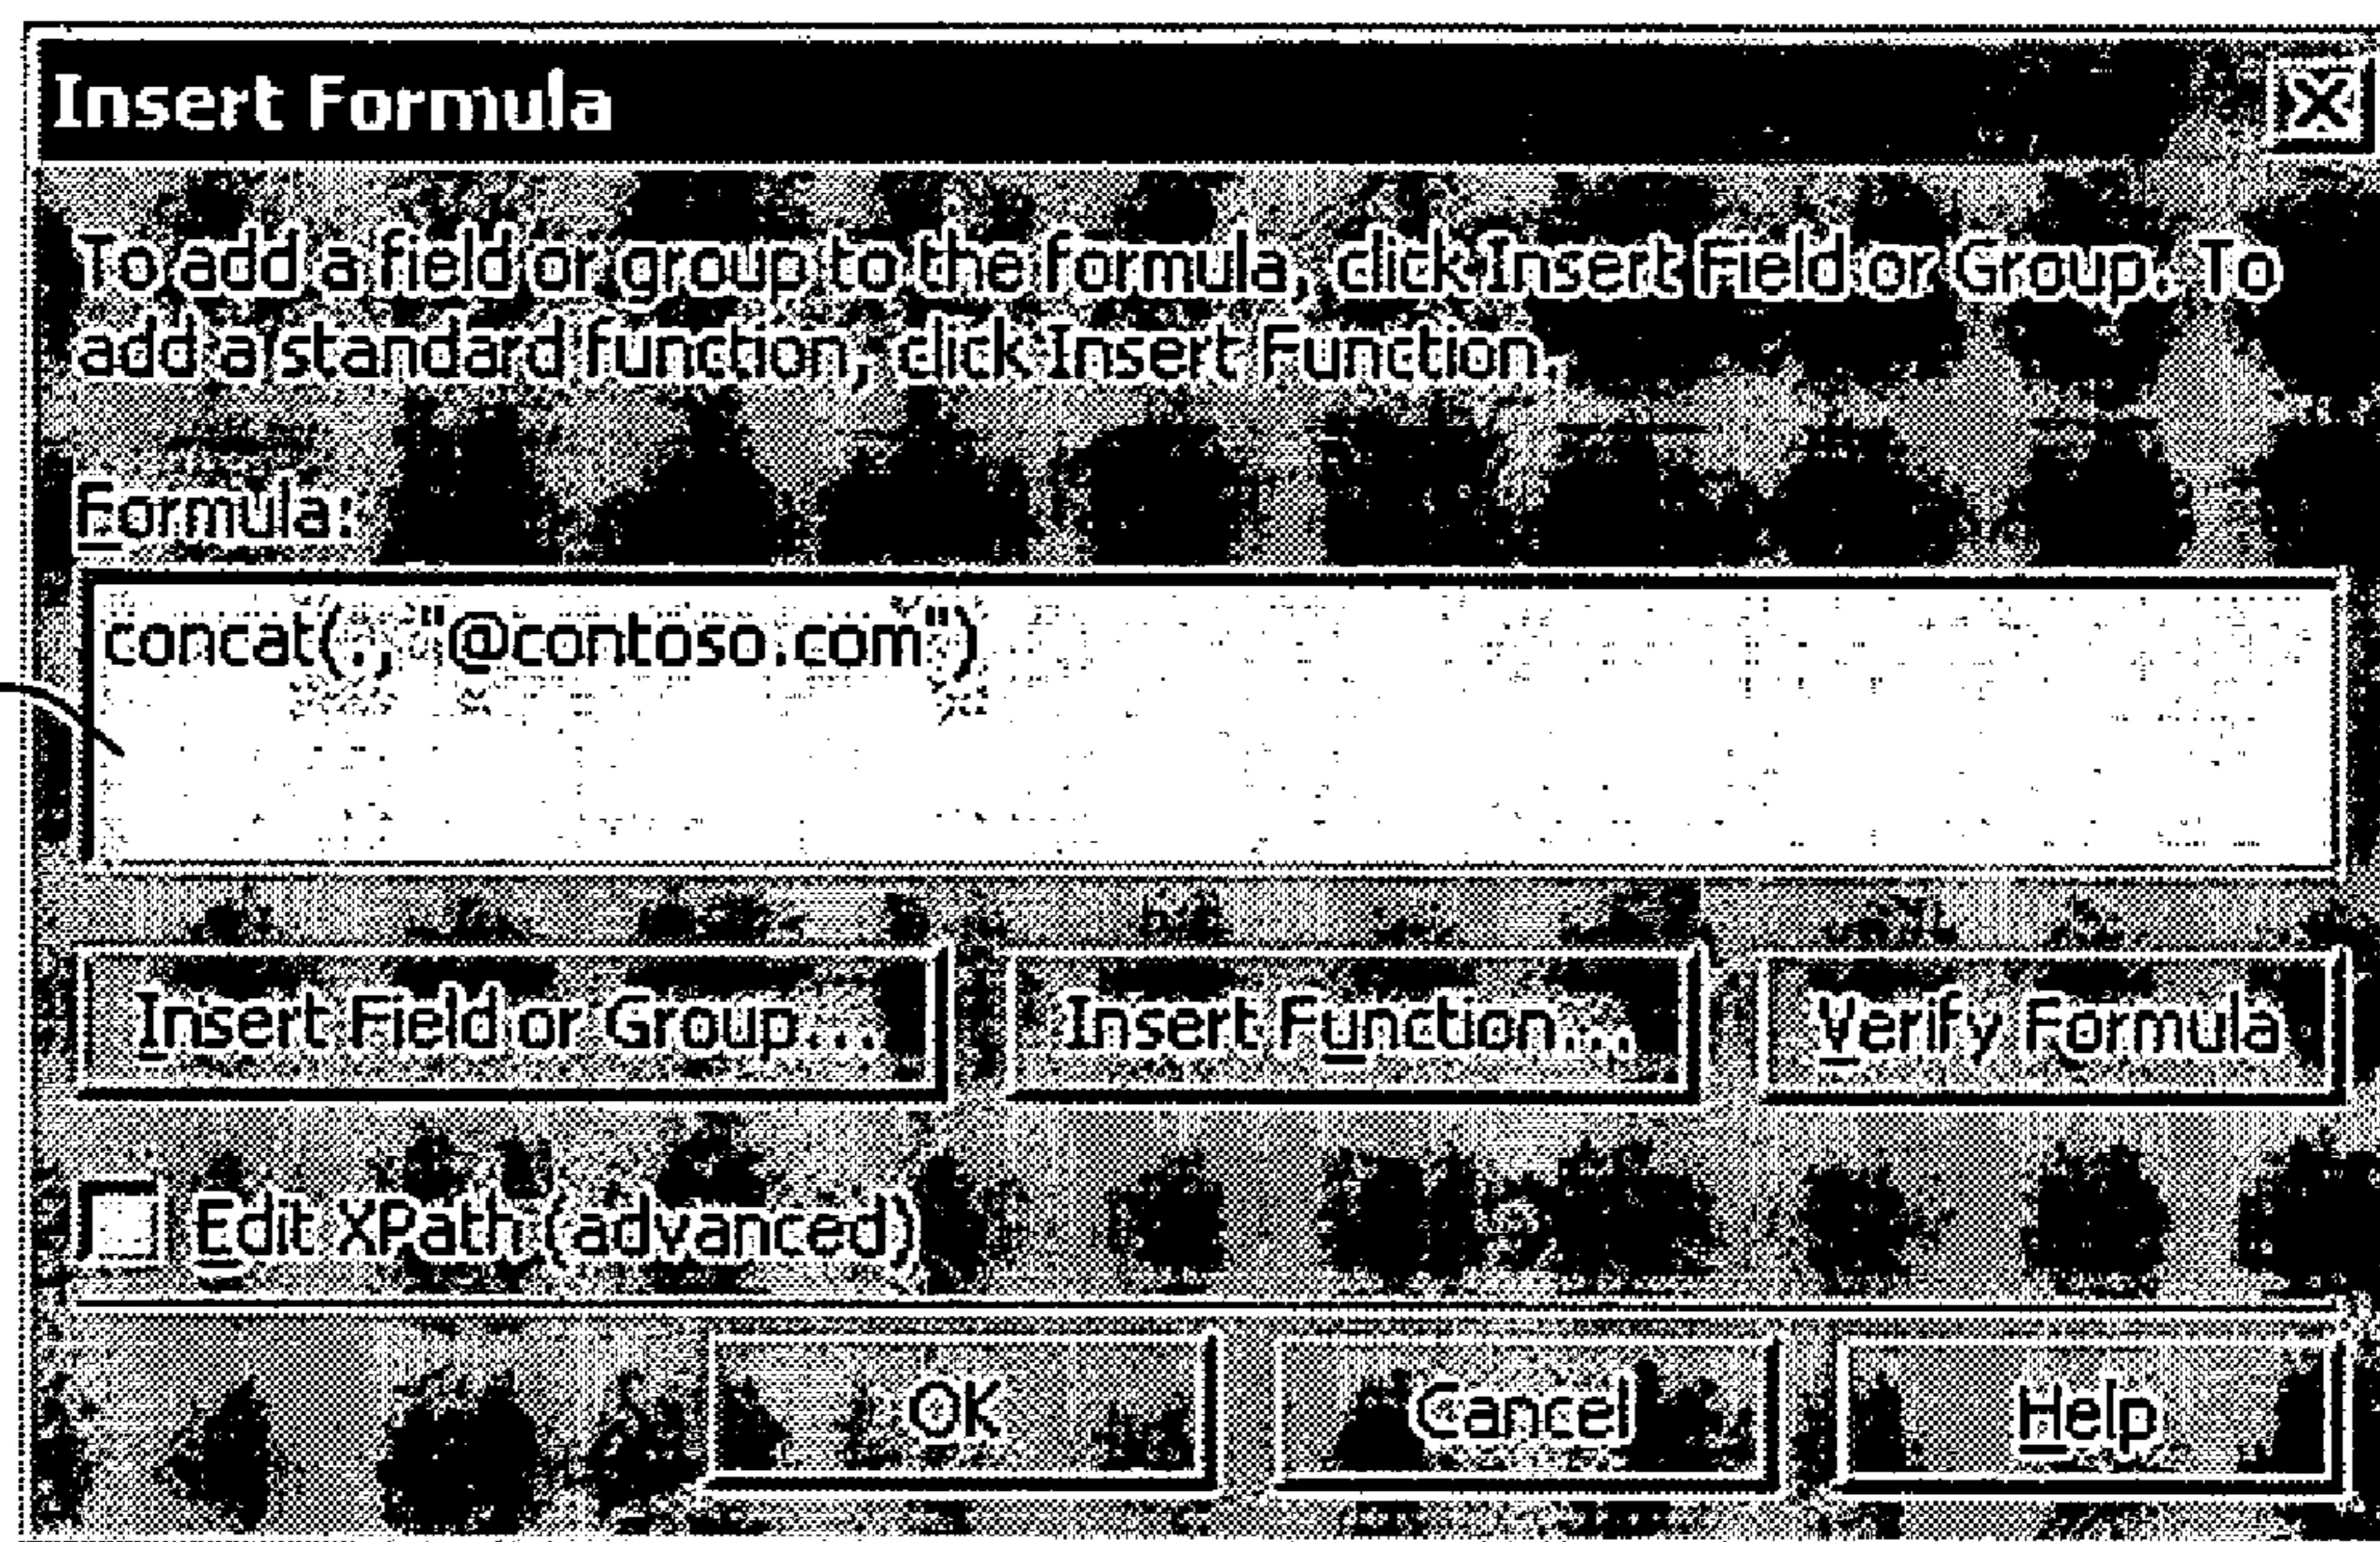 Insert Formula
To add a field or group to the formula, click Insert Field or Group. To
add a standard function, click Insert Function.
Formula:
concat(., "@contoso.com")
Insert Field or Group... Insert Function... Verify Formula
Edit XPath (advanced)
OK Cancel Help